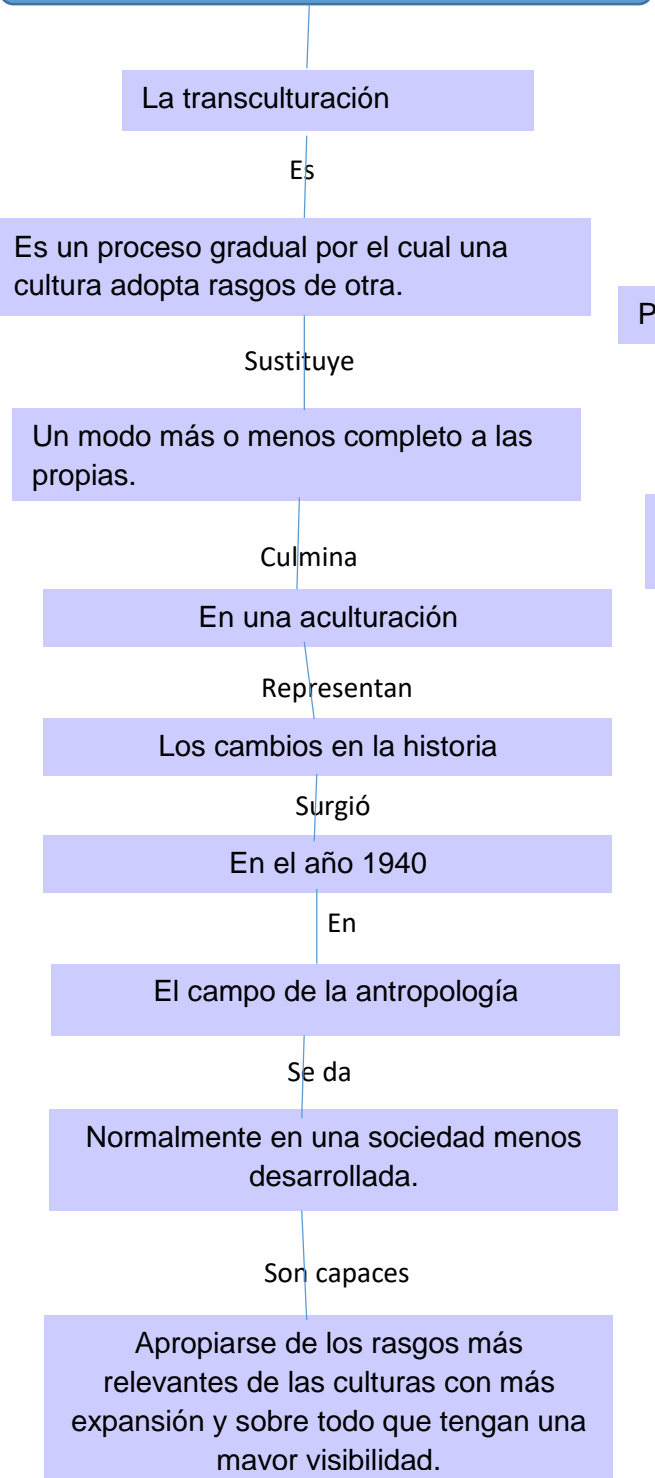 La transculturación
Es
Es un proceso gradual por el cual una
cultura adopta rasgos de otra.
P
Sustituye
Un modo más o menos completo a las
propias.
Culmina
En una aculturación
Representan
Los cambios en la historia
Surgió
En el año 1940
En
El campo de la antropología
Se da
Normalmente en una sociedad menos
desarrollada.
Son capaces
Apropiarse de los rasgos más
relevantes de las culturas con más
expansión y sobre todo que tengan una
mayor visibilidad.